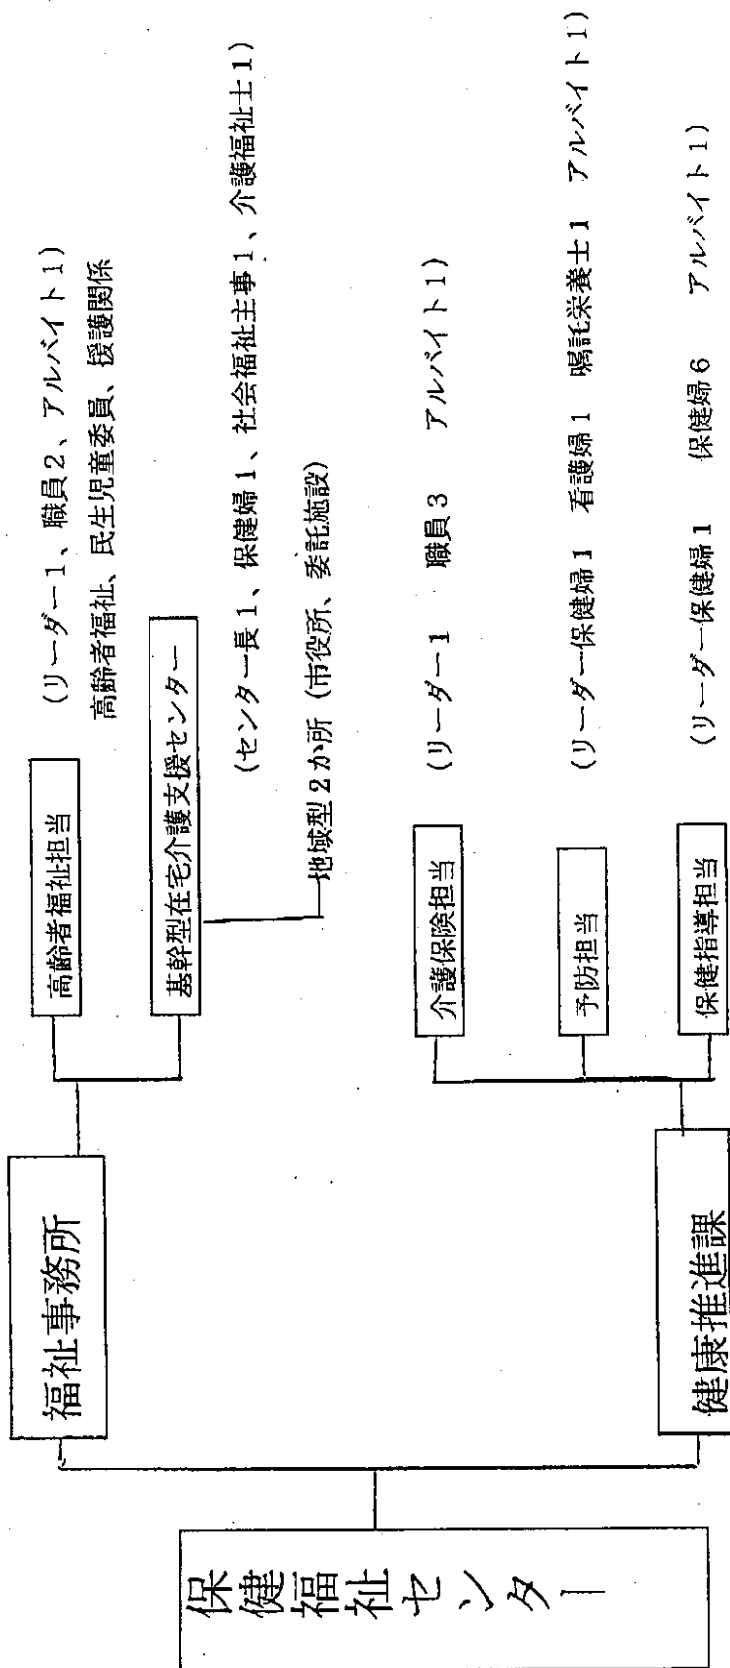 保健福祉センター
福祉事務所
高齢者福祉担当
(リーダー1、職員2、アルバイト1)
高齢者福祉、民生児童委員、援護関係
基幹型在宅介護支援センター
(センター長1、保健婦1、社会福祉主事1、介護福祉士1)
地域型2か所(市役所、委託施設)
健康推進課
介護保険担当
(リーダー1 職員3 アルバイト1)
予防担当
(リーダー保健婦1 看護婦1 嘱託栄養士1 アルバイト1)
保健指導担当
(リーダー保健婦1 保健婦6 アルバイト1)